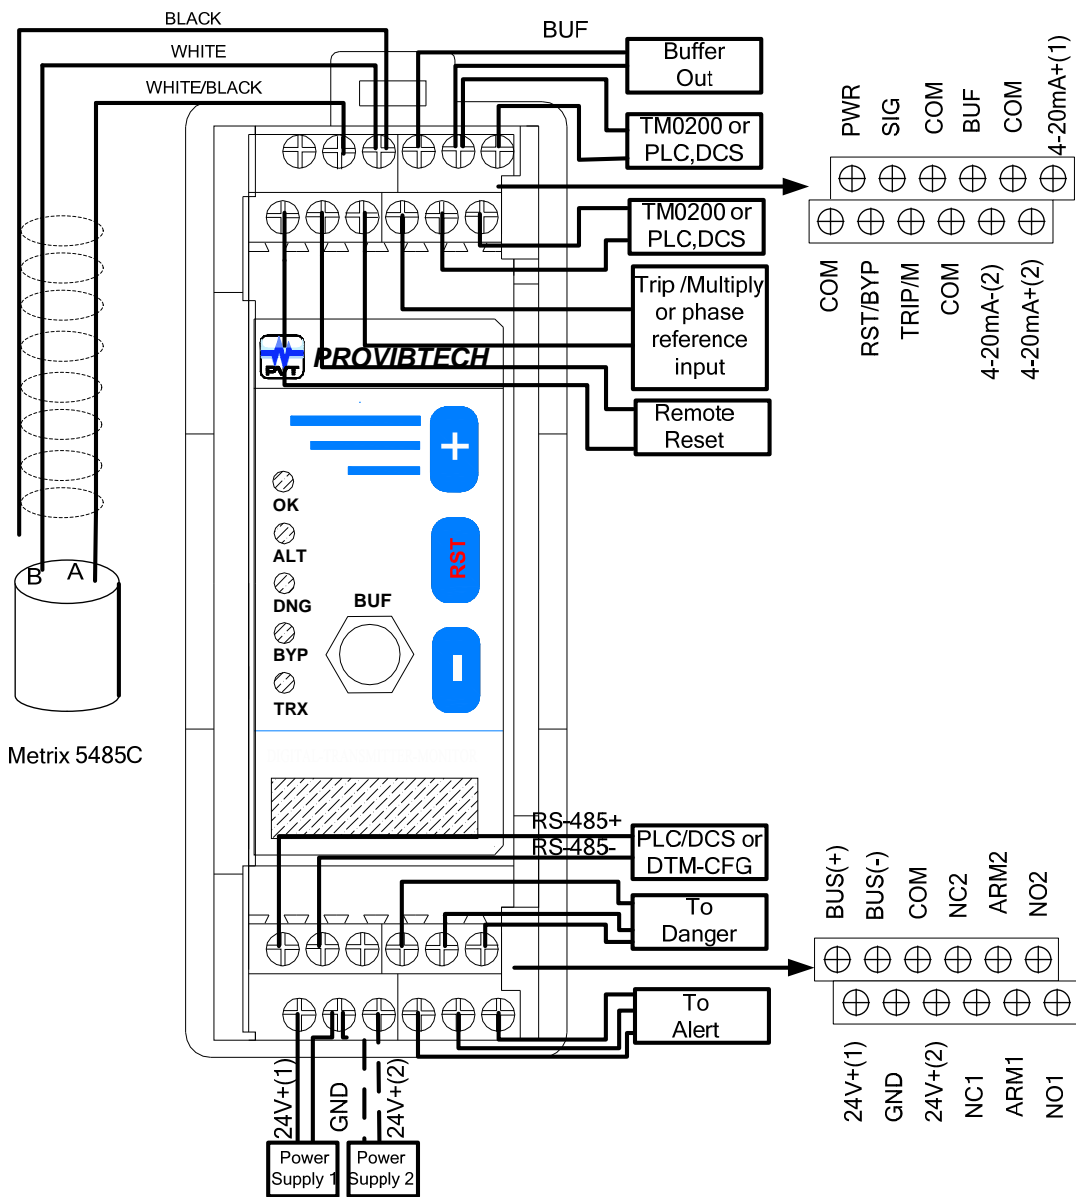 BLACK
WHITE
WHITE/BLACK
BUF
Buffer
Out
TM0200 or
PLC,DCS
TM0200 or
PLC,DCS
Trip /Multiply
or phase
reference
input
Remote
Reset
PWR
SIG
COM
BUF
COM
4-20mA+(1)
COM
RST/BYP
TRIP/M
COM
4-20mA-(2)
4-20mA+(2)
PVT
PROVIBTECH
+
RST
-
OK
ALT
DNG
BYP
TRX
BUF
B A
Metrix 5485C
RS-485+
RS-485-
PLC/DCS or
DTM-CFG
To
Danger
To
Alert
BUS(+)
BUS(-)
COM
NC2
ARM2
NO2
24V+(1)
GND
24V+(2)
NC1
ARM1
NO1
24V+(1)
GND
24V+(2)
Power
Supply 1
Power
Supply 2